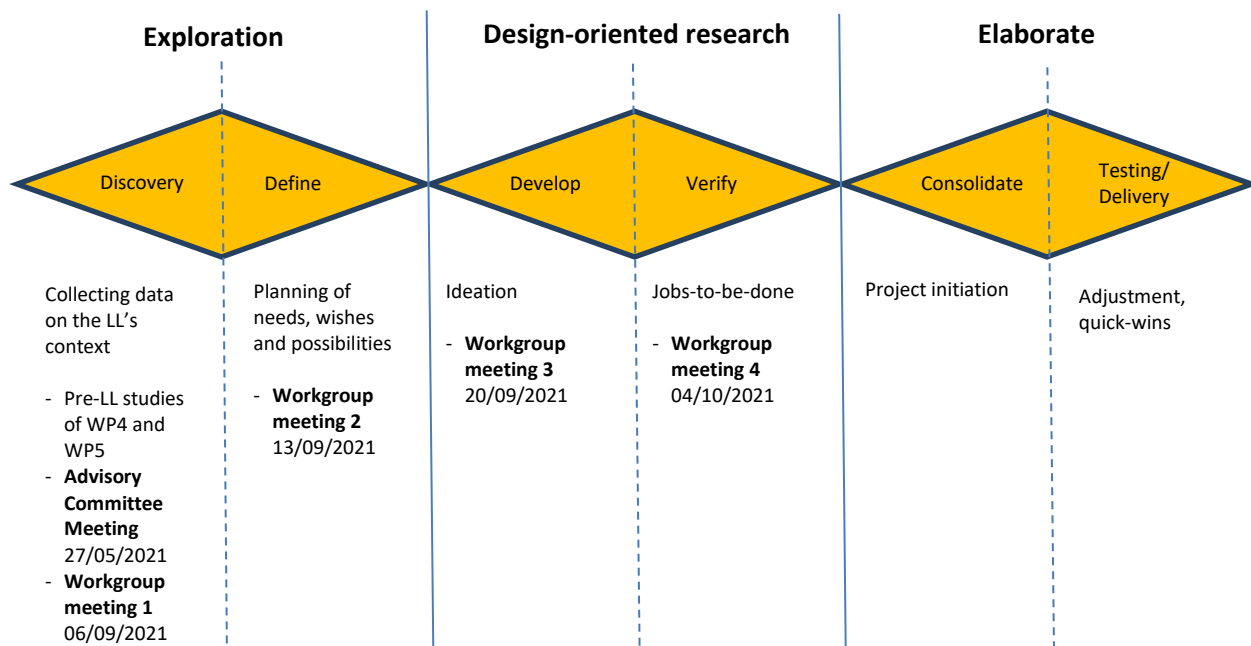 Exploration
Design-oriented research
Elaborate
Discovery
Define
Develop
Verify
Consolidate
Testing/
Delivery
Collecting data
on the LL’s
context
- Pre-LL studies
of WP4 and
WP5
- Advisory
Committee
Meeting
27/05/2021
- Workgroup
meeting 1
06/09/2021
Planning of
needs, wishes
and possibilities
- Workgroup
meeting 2
13/09/2021
Ideation
- Workgroup
meeting 3
20/09/2021
Jobs-to-be-done
- Workgroup
meeting 4
04/10/2021
Project initiation
Adjustment,
quick-wins